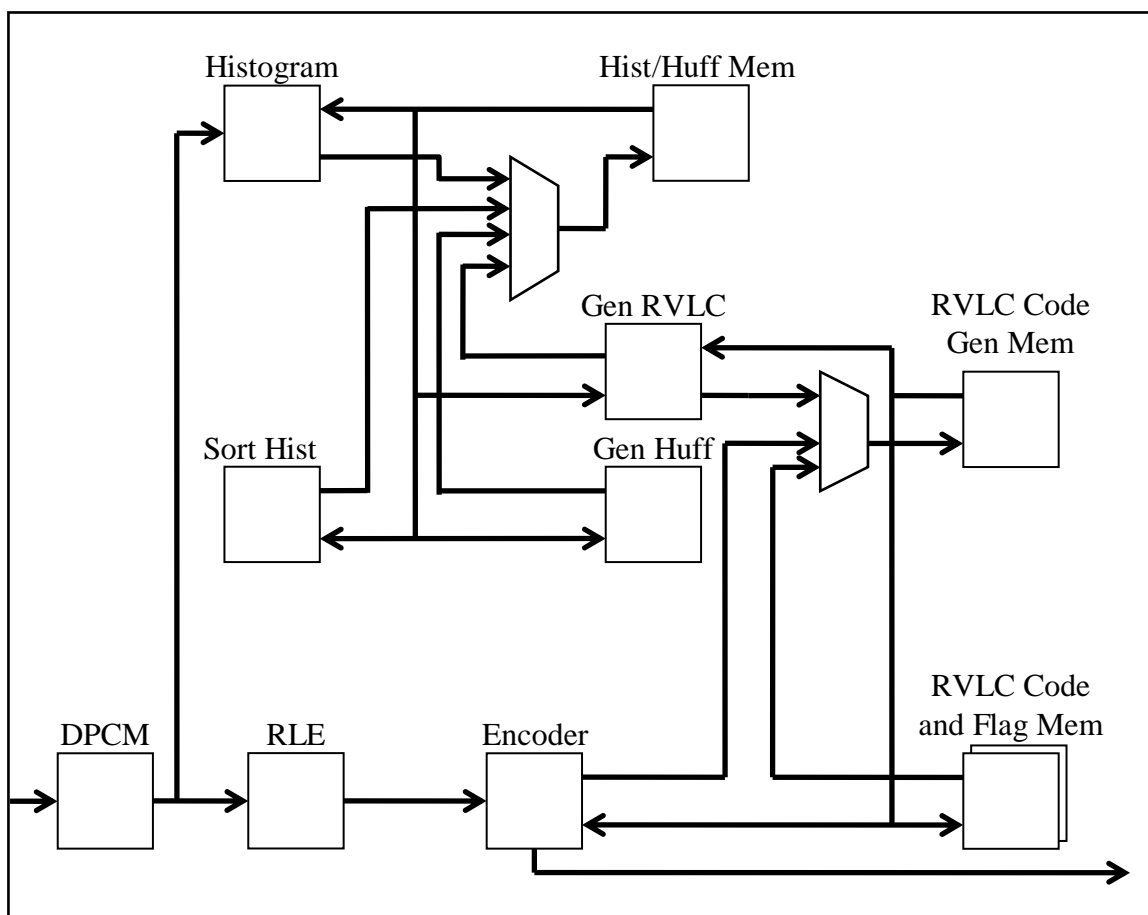 Histogram
Hist/Huff Mem
Gen RVLC
RVLC Code
Gen Mem
Sort Hist
Gen Huff
RVLC Code
and Flag Mem
DPCM
RLE
Encoder